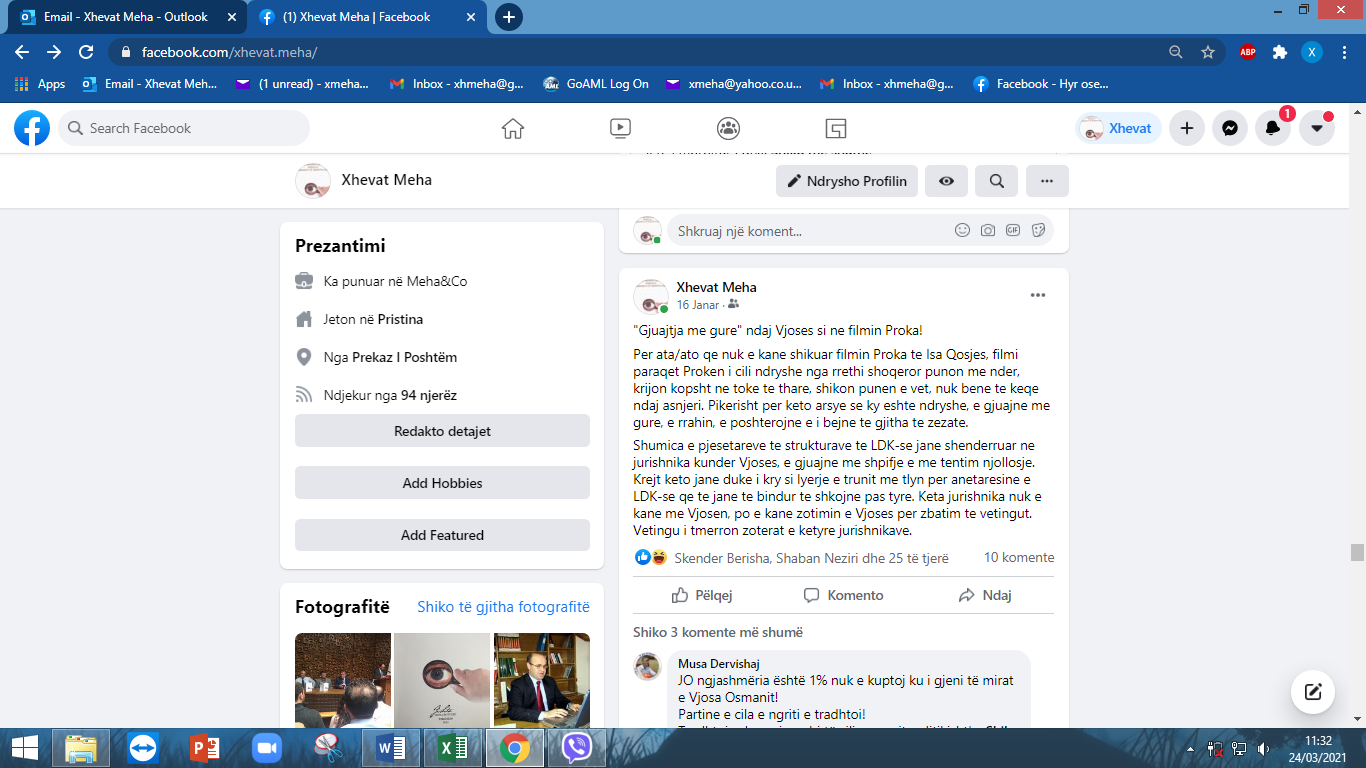 Email - Xhevat Meha - Outlook
(1) Xhevat Meha | Facebook
facebook.com/xhevat.meha/
ABP
X
Apps
Email - Xhevat Meh...
(1 unread) - xmeha...
Inbox - xhmeha@g...
GoAML Log On
xmeha@yahoo.co.u...
Inbox - xhmeha@g...
Facebook - Hyr ose...
Search Facebook
Xhevat
1
Xhevat Meha
Ndrysho Profilin
Prezantimi
Ka punuar në Meha&Co
Jeton në Pristina
Nga Prekaz I Poshtëm
Ndjekur nga 94 njerëz
Redakto detajet
Add Hobbies
Add Featured
Fotografitë
Shiko të gjitha fotografitë
Shkruaj një koment...
GIF
Xhevat Meha
16 Janar ·
"Gjuajtja me gure" ndaj Vjoses si ne filmin Proka!
Per ata/ato qe nuk e kane shikuar filmin Proka te Isa Qosjes, filmi
paraqet Proken i cili ndryshe nga rrethi shoqeror punon me nder,
krijon kopsht ne toke te thare, shikon punen e vet, nuk bene te keqe
ndaj asnjeri. Pikerisht per keto arsye se ky eshte ndryshe, e gjuajne me
gure, e rrahin, e poshterojne e i bejne te gjitha te zezate.
Shumica e pjesetareve te strukturave te LDK-se jane shenderruar ne
jurishnika kunder Vjoses, e gjuajne me shpifje e me tentim njollosje.
Krejt keto jane duke i kry si lyerje e trunit me tlyn per anetaresine e
LDK-se qe te jane te bindur te shkojne pas tyre. Keta jurishnika nuk e
kane me Vjosen, po e kane zotimin e Vjoses per zbatim te vetingut.
Vetingu i tmerron zoterat e ketyre jurishnikave.
Skender Berisha, Shaban Neziri dhe 25 të tjerë
10 komente
Pëlqej
Komento
Ndaj
Shiko 3 komente më shumë
Musa Dervishaj
JO ngjashmëria është 1% nuk e kuptoj ku i gjeni të mirat
e Vjosa Osmanit!
Partine e cila e ngriti e tradhtoi!
11:32
24/03/2021